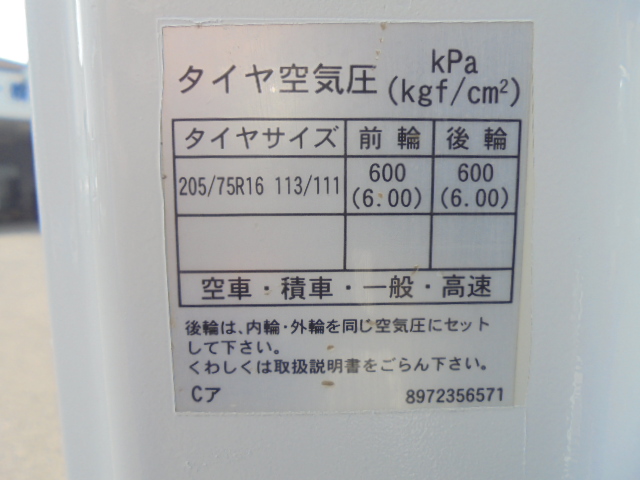 タイヤ空気圧 kPa
(kgf/cm²)
タイヤサイズ 前輪 後輪
205/75R16 113/111 600 600
(6.00) (6.00)
空車・積車・一般・高速
後輪は、内輪・外輪を同じ空気圧にセット
して下さい。
くわしくは取扱説明書をごらん下さい。
Cア 8972356571